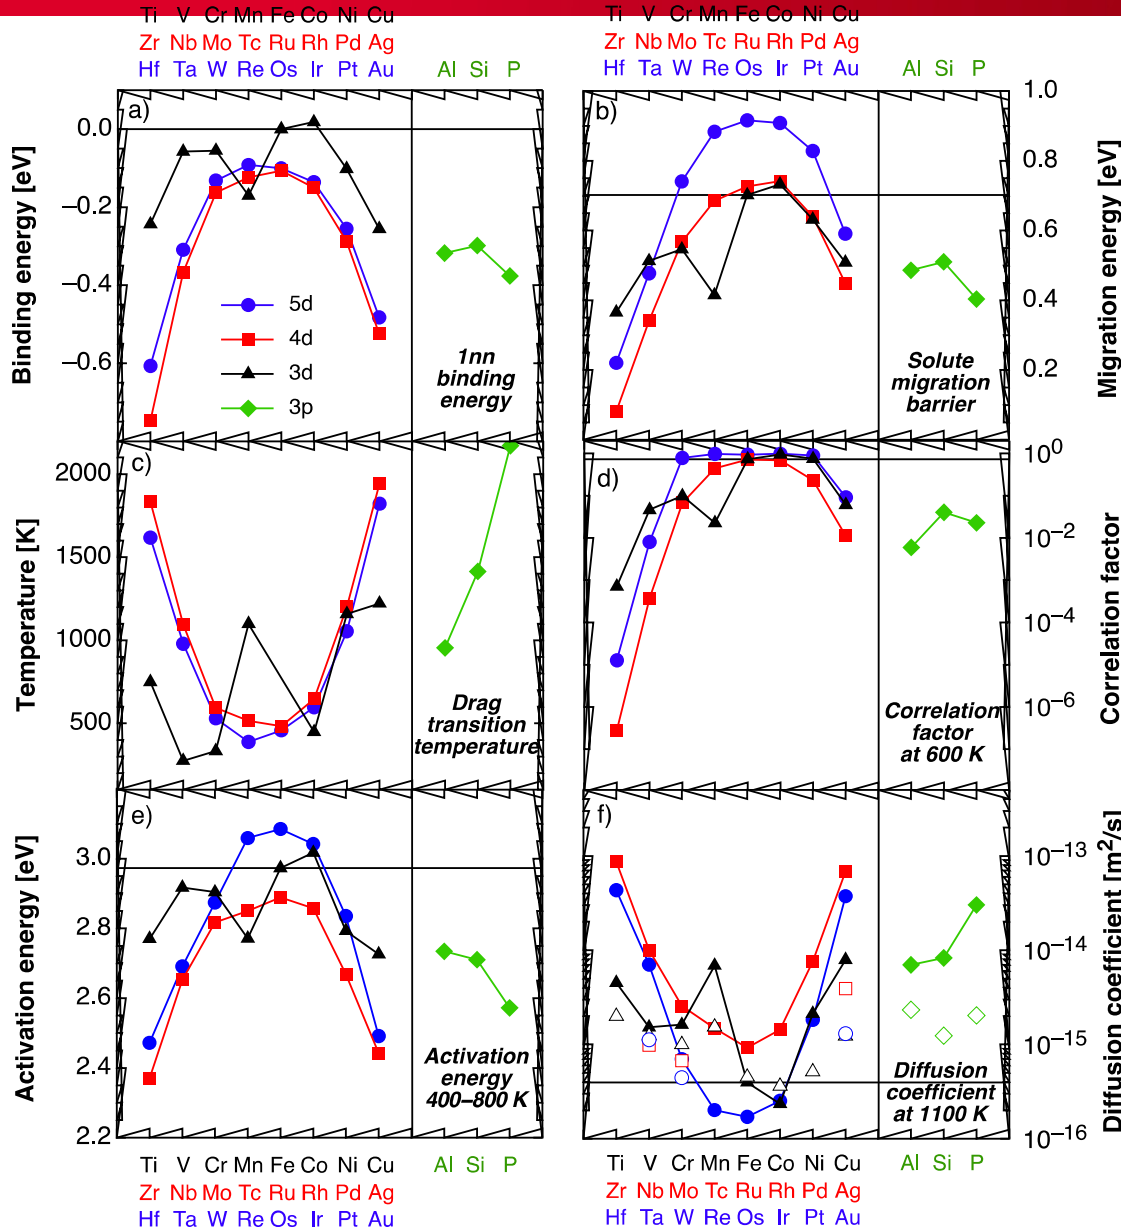 Ti V Cr Mn Fe Co Ni Cu
Zr Nb Mo Tc Ru Rh Pd Ag
Hf Ta W Re Os Ir Pt Au Al Si P
Ti V Cr Mn Fe Co Ni Cu
Zr Nb Mo Tc Ru Rh Pd Ag
Hf Ta W Re Os Ir Pt Au Al Si P
a)
Binding energy [eV]
0.0
−0.2
−0.4
−0.6
5d
4d
3d
3p
1nn
binding
energy
b)
Migration energy [eV]
1.0
0.8
0.6
0.4
0.2
Solute
migration
barrier
c)
Temperature [K]
2000
1500
1000
500
Drag
transition
temperature
d)
Correlation factor
10⁰
10⁻²
10⁻⁴
10⁻⁶
Correlation
factor
at 600 K
e)
Activation energy [eV]
3.0
2.8
2.6
2.4
2.2
Activation
energy
400–800 K
f)
Diffusion coefficient [m²/s]
10⁻¹³
10⁻¹⁴
10⁻¹⁵
10⁻¹⁶
Diffusion
coefficient
at 1100 K
Ti V Cr Mn Fe Co Ni Cu Al Si P
Zr Nb Mo Tc Ru Rh Pd Ag
Hf Ta W Re Os Ir Pt Au
Ti V Cr Mn Fe Co Ni Cu Al Si P
Zr Nb Mo Tc Ru Rh Pd Ag
Hf Ta W Re Os Ir Pt Au